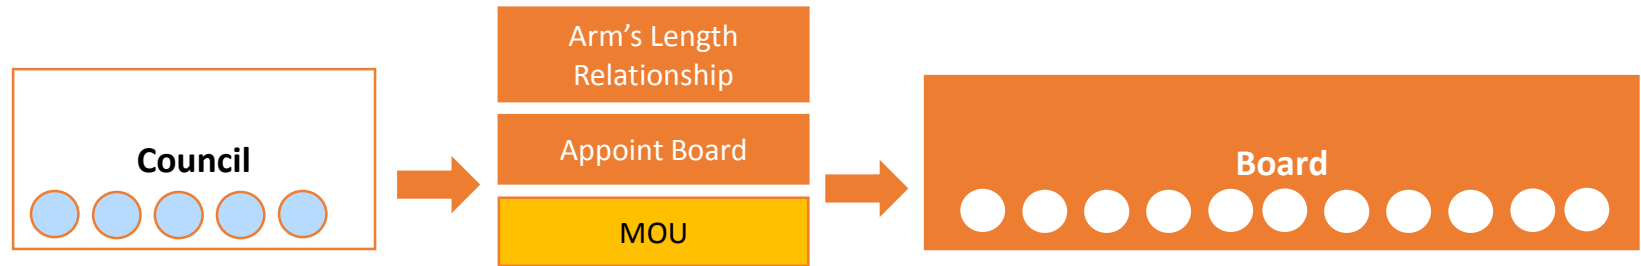 Council
Arm’s Length
Relationship
Appoint Board
MOU
Board